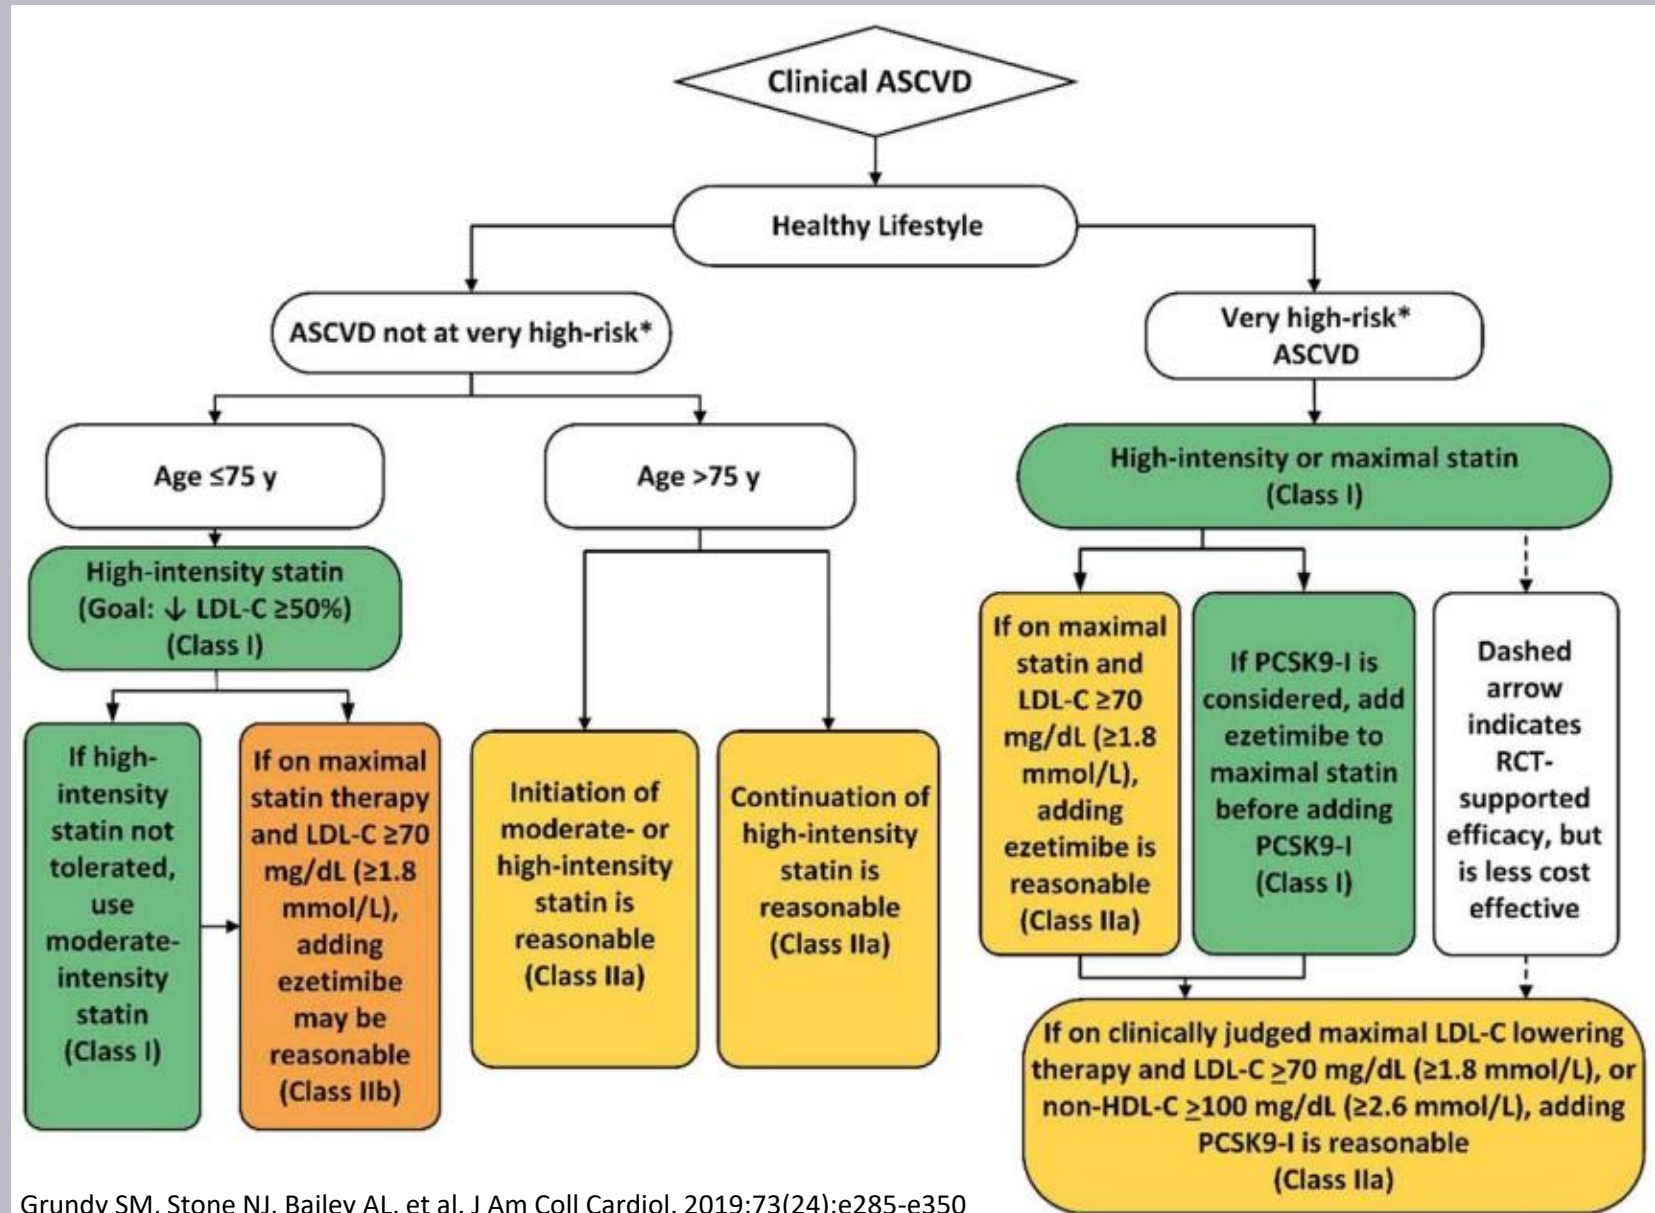 Clinical ASCVD
Healthy Lifestyle
ASCVD not at very high-risk*
Very high-risk*
ASCVD
Age ≤75 y
Age >75 y
High-intensity or maximal statin
(Class I)
High-intensity statin
(Goal: ↓ LDL-C ≥50%)
(Class I)
If high-
intensity
statin not
tolerated,
use
moderate-
intensity
statin
(Class I)
If on maximal
statin therapy
and LDL-C ≥70
mg/dL (≥1.8
mmol/L),
adding
ezetimibe
may be
reasonable
(Class IIb)
Initiation of
moderate- or
high-intensity
statin is
reasonable
(Class IIa)
Continuation of
high-intensity
statin is
reasonable
(Class IIa)
If on maximal
statin and
LDL-C ≥70
mg/dL (≥1.8
mmol/L),
adding
ezetimibe is
reasonable
(Class IIa)
If PCSK9-I is
considered, add
ezetimibe to
maximal statin
before adding
PCSK9-I
(Class I)
Dashed
arrow
indicates
RCT-
supported
efficacy, but
is less cost
effective
If on clinically judged maximal LDL-C lowering
therapy and LDL-C ≥70 mg/dL (≥1.8 mmol/L), or
non-HDL-C ≥100 mg/dL (≥2.6 mmol/L), adding
PCSK9-I is reasonable
(Class IIa)
Grundy SM, Stone NJ, Bailey AL, et al. J Am Coll Cardiol. 2019;73(24):e285-e350